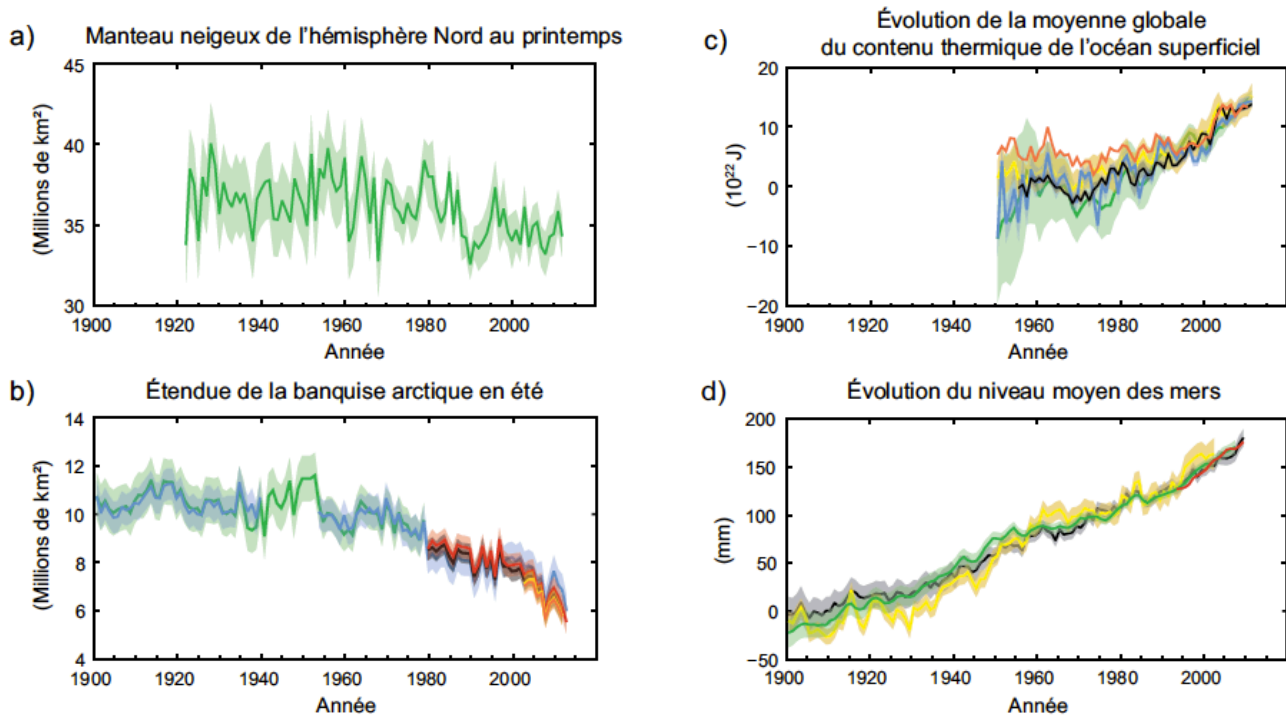 a)
Manteau neigeux de l'hémisphère Nord au printemps
(Millions de km²)
45
40
35
30
1900 1920 1940 1960 1980 2000
Année
b)
Étendue de la banquise arctique en été
(Millions de km²)
14
12
10
8
6
4
1900 1920 1940 1960 1980 2000
Année
c)
Évolution de la moyenne globale
du contenu thermique de l'océan superficiel
(10²² J)
20
10
0
−10
−20
1900 1920 1940 1960 1980 2000
Année
d)
Évolution du niveau moyen des mers
(mm)
200
150
100
50
0
−50
1900 1920 1940 1960 1980 2000
Année